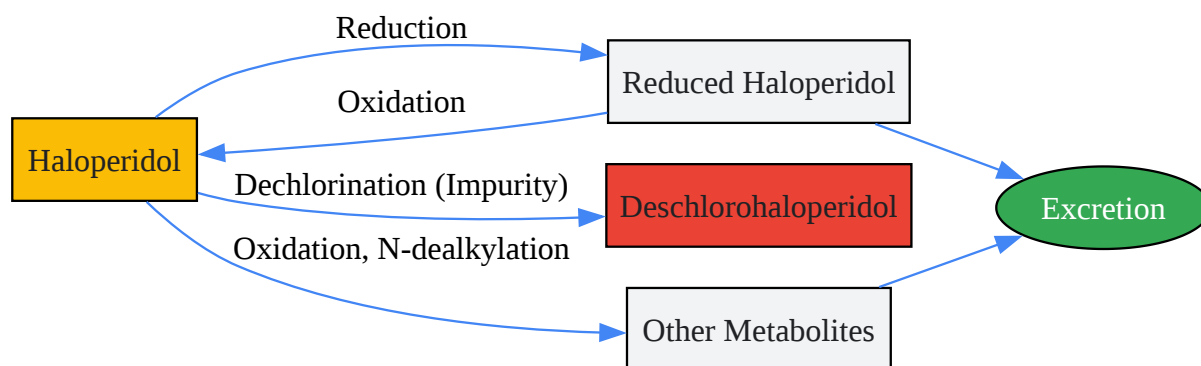 Reduction
Reduced Haloperidol
Oxidation
Haloperidol
Dechlorination (Impurity)
Deschlorohaloperidol
Excretion
Oxidation, N-dealkylation
Other Metabolites